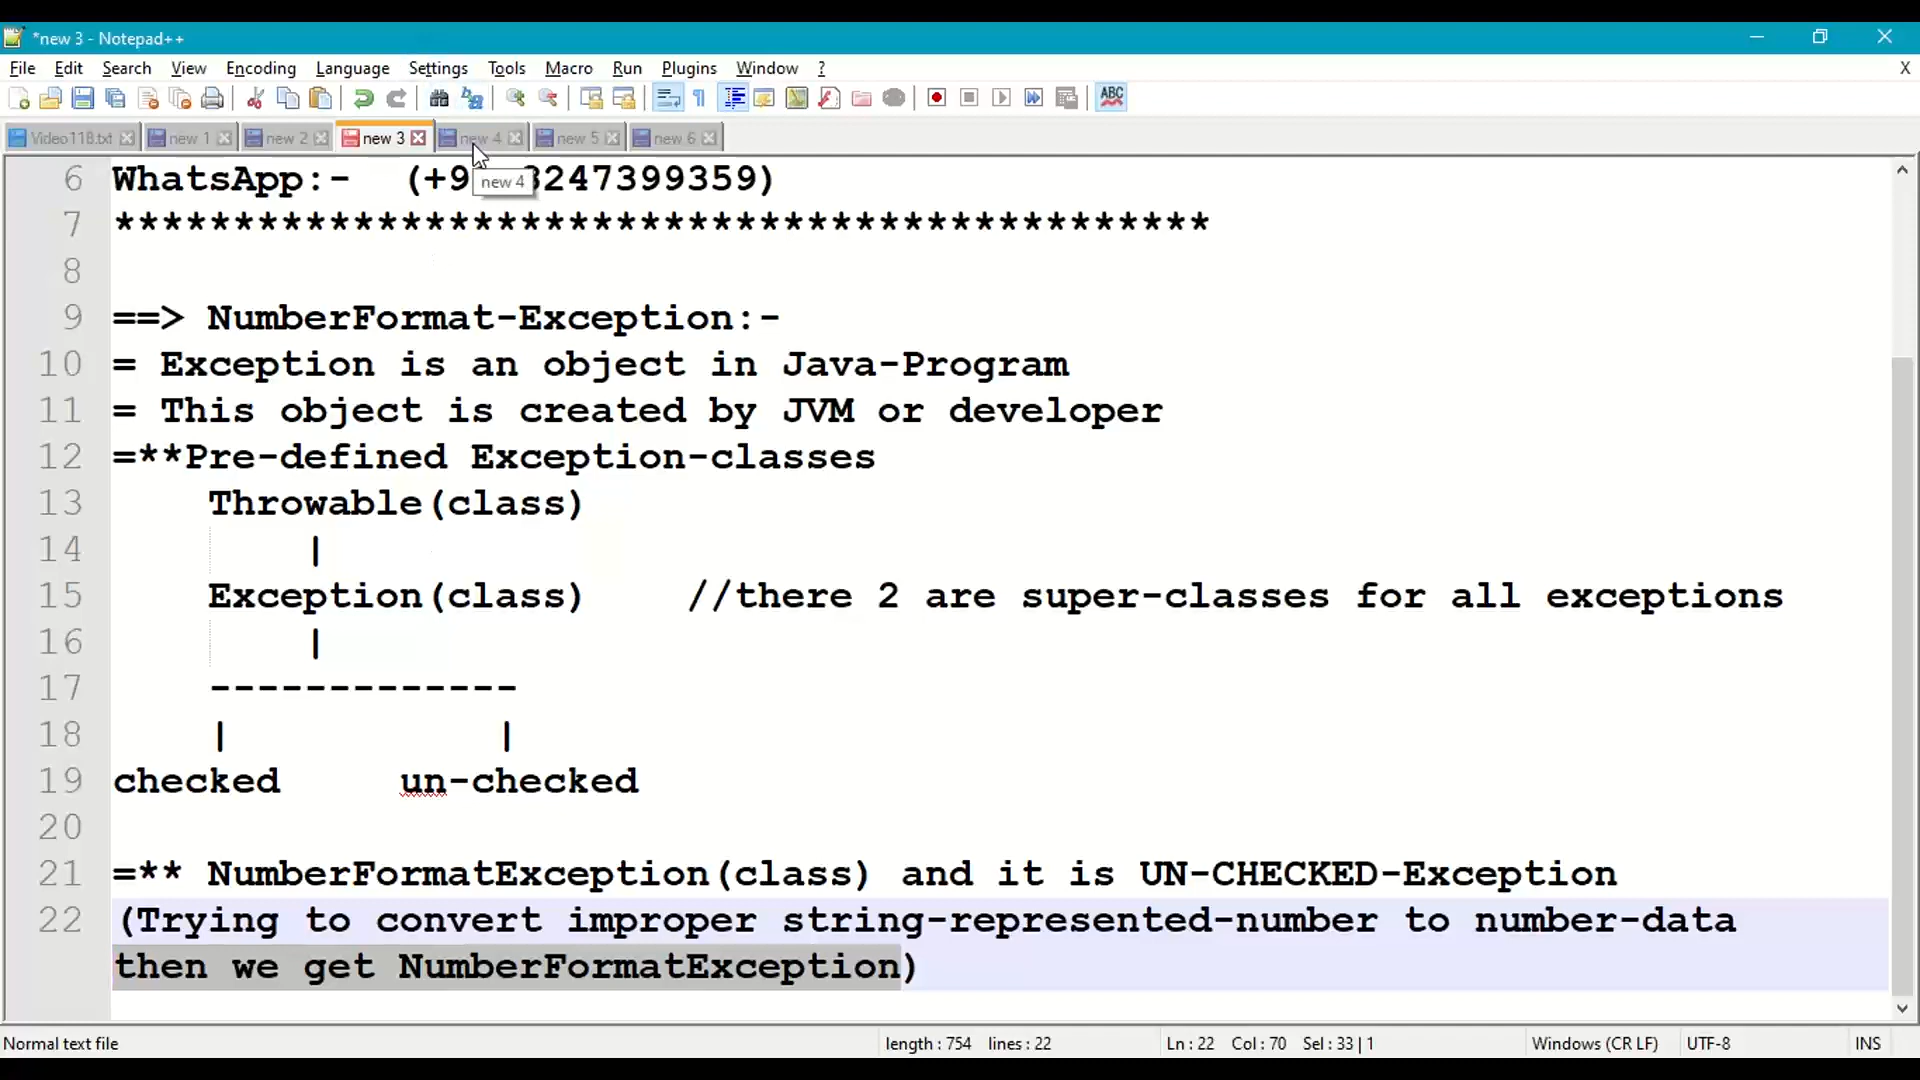 *new 3 - Notepad++
File Edit Search View Encoding Language Settings Tools Macro Run Plugins Window ? X
ABC
Video118.txt new 1 new 2 new 3 new 4 new 5 new 6
6 WhatsApp:- (+9 8247399359)
new 4
7 **********************************************
8
9 ==> NumberFormat-Exception:-
10 = Exception is an object in Java-Program
11 = This object is created by JVM or developer
12 =**Pre-defined Exception-classes
13 Throwable(class)
14 |
15 Exception(class) //there 2 are super-classes for all exceptions
16 |
17 -------------
18 | |
19 checked un-checked
20
21 =** NumberFormatException(class) and it is UN-CHECKED-Exception
22 (Trying to convert improper string-represented-number to number-data
then we get NumberFormatException)
Normal text file length : 754 lines : 22 Ln : 22 Col : 70 Sel : 33 | 1 Windows (CR LF) UTF-8 INS